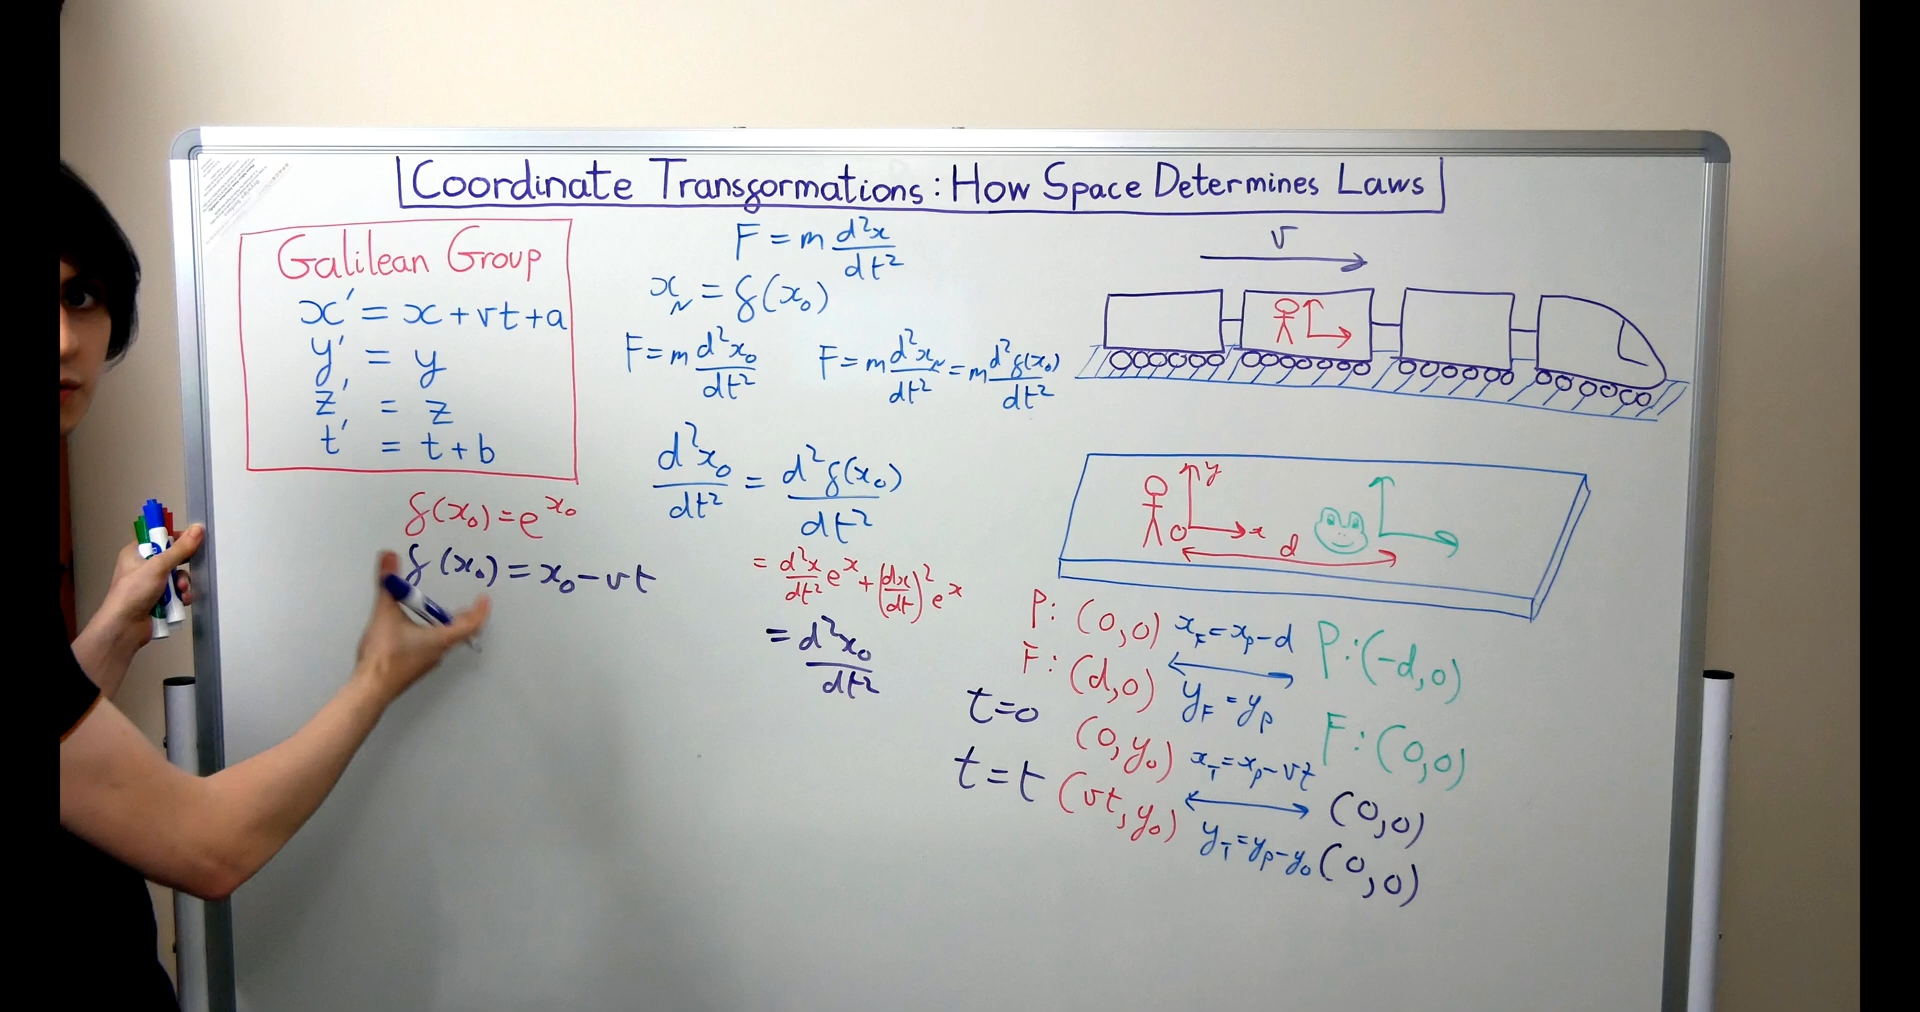 Coordinate Transformations: How Space Determines Laws
Galilean Group
x' = x + vt + a
y' = y
z' = z
t' = t + b
f(x₀) = e^x₀
f(x₀) = x₀ - vt
F = m d²x/dt²
x_N = f(x₀)
F = m d²x₀/dt²
F = m d²x_N/dt² = m d²f(x₀)/dt²
d²x₀/dt² = d²f(x₀)/dt²
= d²x/dt² e^x + (dx/dt)² e^x
= d²x₀/dt²
v
y
o x
d
P: (0,0) x_F = x_P - d P: (-d,0)
F: (d,0) y_F = y_P F: (0,0)
t=0 (0,y₀) x_T = x_P - vt (0,0)
t=t (vt,y₀) y_T = y_P - y₀ (0,0)